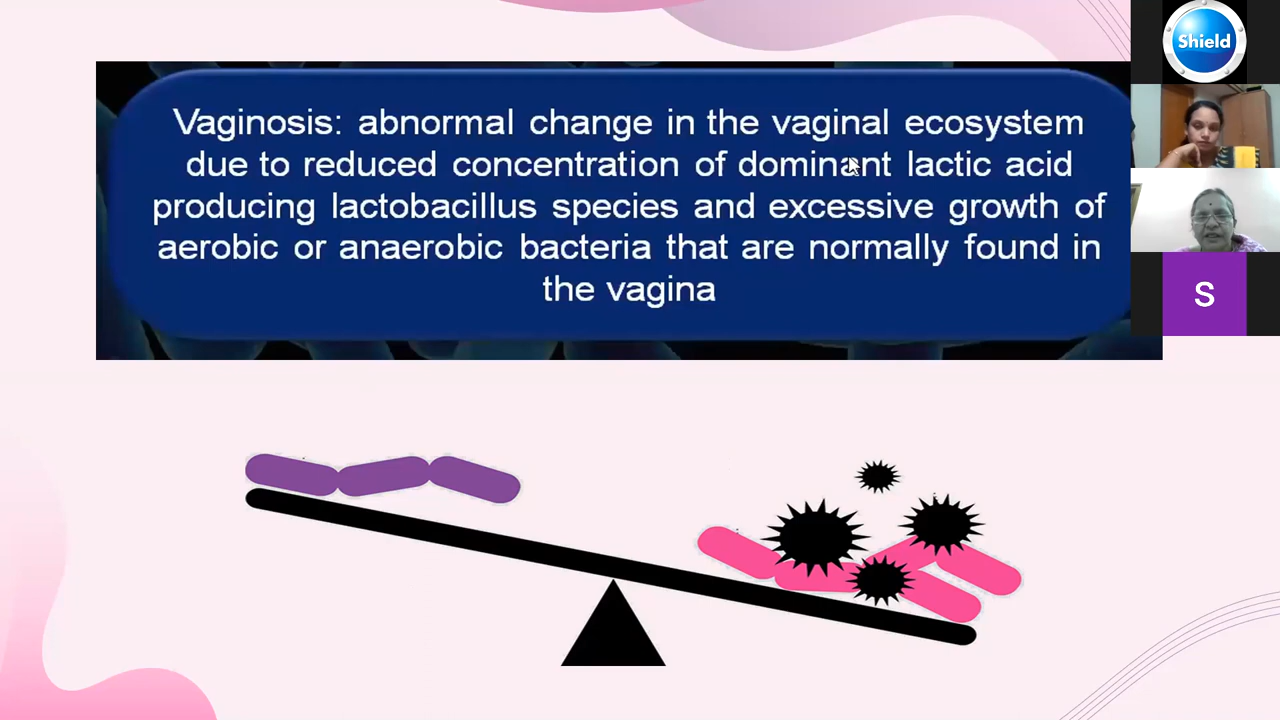 Vaginosis: abnormal change in the vaginal ecosystem
due to reduced concentration of dominant lactic acid
producing lactobacillus species and excessive growth of
aerobic or anaerobic bacteria that are normally found in
the vagina
Shield
S